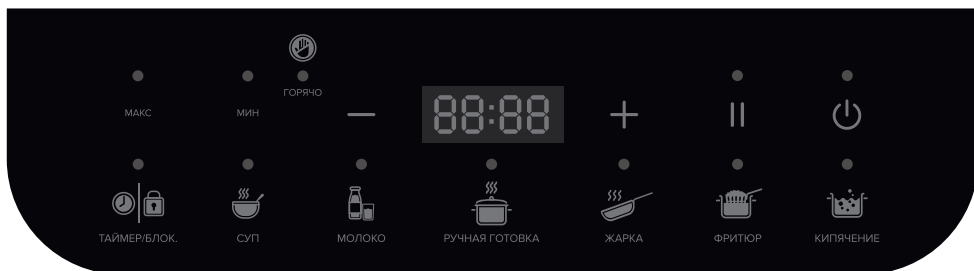 ГОРЯЧО
МАКС
МИН
88:88
ТАЙМЕР/БЛОК.
СУП
МОЛОКО
РУЧНАЯ ГОТОВКА
ЖАРКА
ФРИТЮР
КИПЯЧЕНИЕ